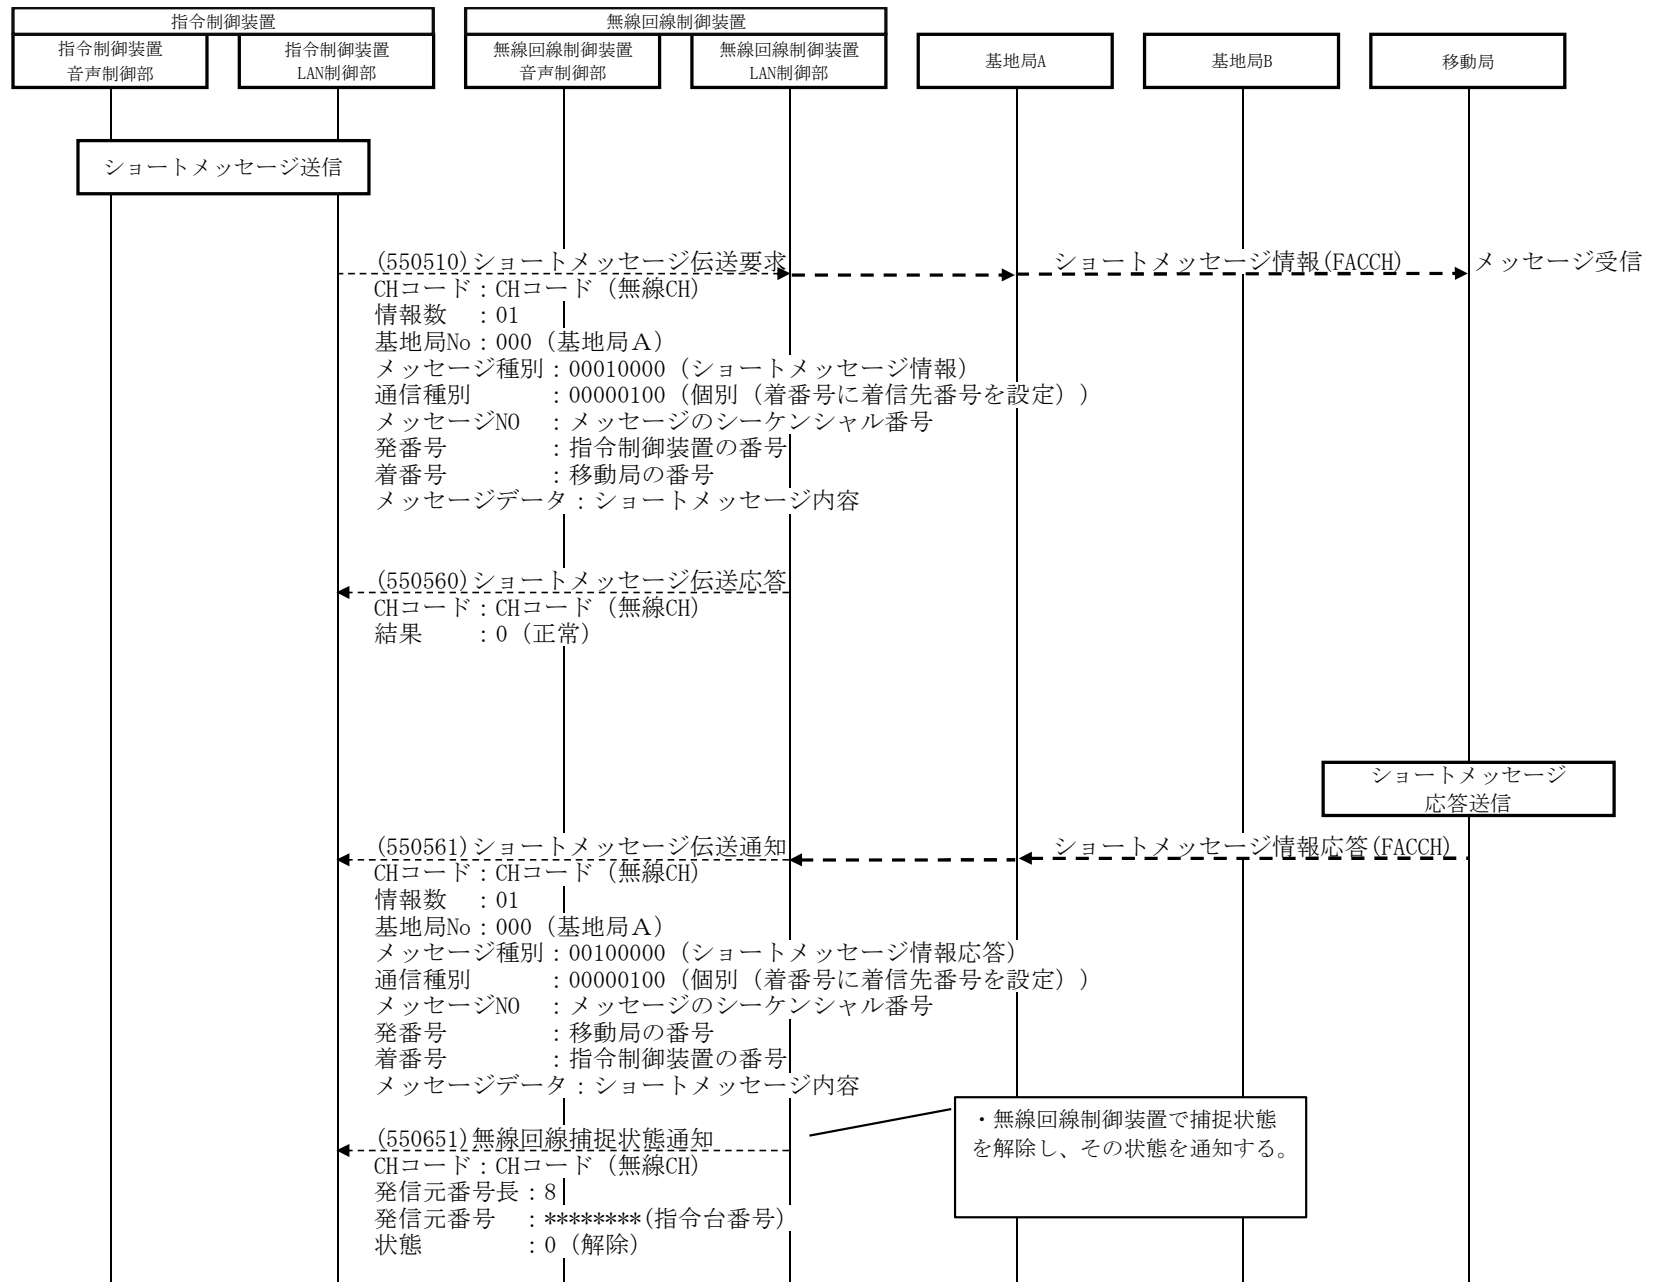 指令制御装置
無線回線制御装置
指令制御装置
音声制御部
指令制御装置
LAN制御部
無線回線制御装置
音声制御部
無線回線制御装置
LAN制御部
基地局A
基地局B
移動局
ショートメッセージ送信
(550510)ショートメッセージ伝送要求
ショートメッセージ情報(FACCH)
メッセージ受信
CHコード：CHコード（無線CH）
情報数　：01
基地局No：000（基地局Ａ）
メッセージ種別：00010000（ショートメッセージ情報）
通信種別　　　：00000100（個別（着番号に着信先番号を設定））
メッセージNO　：メッセージのシーケンシャル番号
発番号　　　　：指令制御装置の番号
着番号　　　　：移動局の番号
メッセージデータ：ショートメッセージ内容
(550560)ショートメッセージ伝送応答
CHコード：CHコード（無線CH）
結果　　：0（正常）
ショートメッセージ
応答送信
(550561)ショートメッセージ伝送通知
ショートメッセージ情報応答(FACCH)
CHコード：CHコード（無線CH）
情報数　：01
基地局No：000（基地局Ａ）
メッセージ種別：00100000（ショートメッセージ情報応答）
通信種別　　　：00000100（個別（着番号に着信先番号を設定））
メッセージNO　：メッセージのシーケンシャル番号
発番号　　　　：移動局の番号
着番号　　　　：指令制御装置の番号
メッセージデータ：ショートメッセージ内容
・無線回線制御装置で捕捉状態
を解除し、その状態を通知する。
(550651)無線回線捕捉状態通知
CHコード：CHコード（無線CH）
発信元番号長：8
発信元番号　：********(指令台番号)
状態　　　　：0（解除）